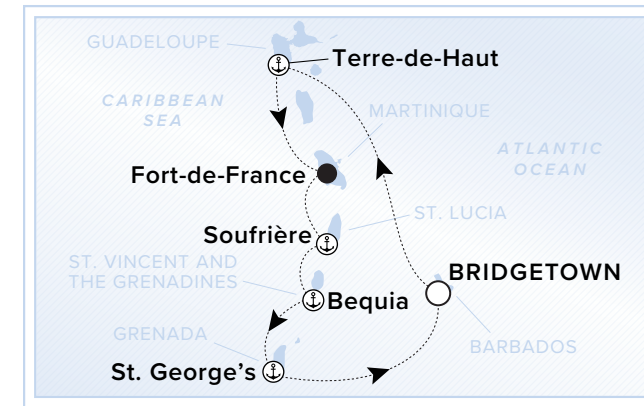 GUADELOUPE
Terre-de-Haut
CARIBBEAN
SEA
MARTINIQUE
ATLANTIC
OCEAN
Fort-de-France
ST. LUCIA
Soufrière
ST. VINCENT AND
THE GRENADINES
BRIDGETOWN
Bequia
GRENADA
BARBADOS
St. George’s